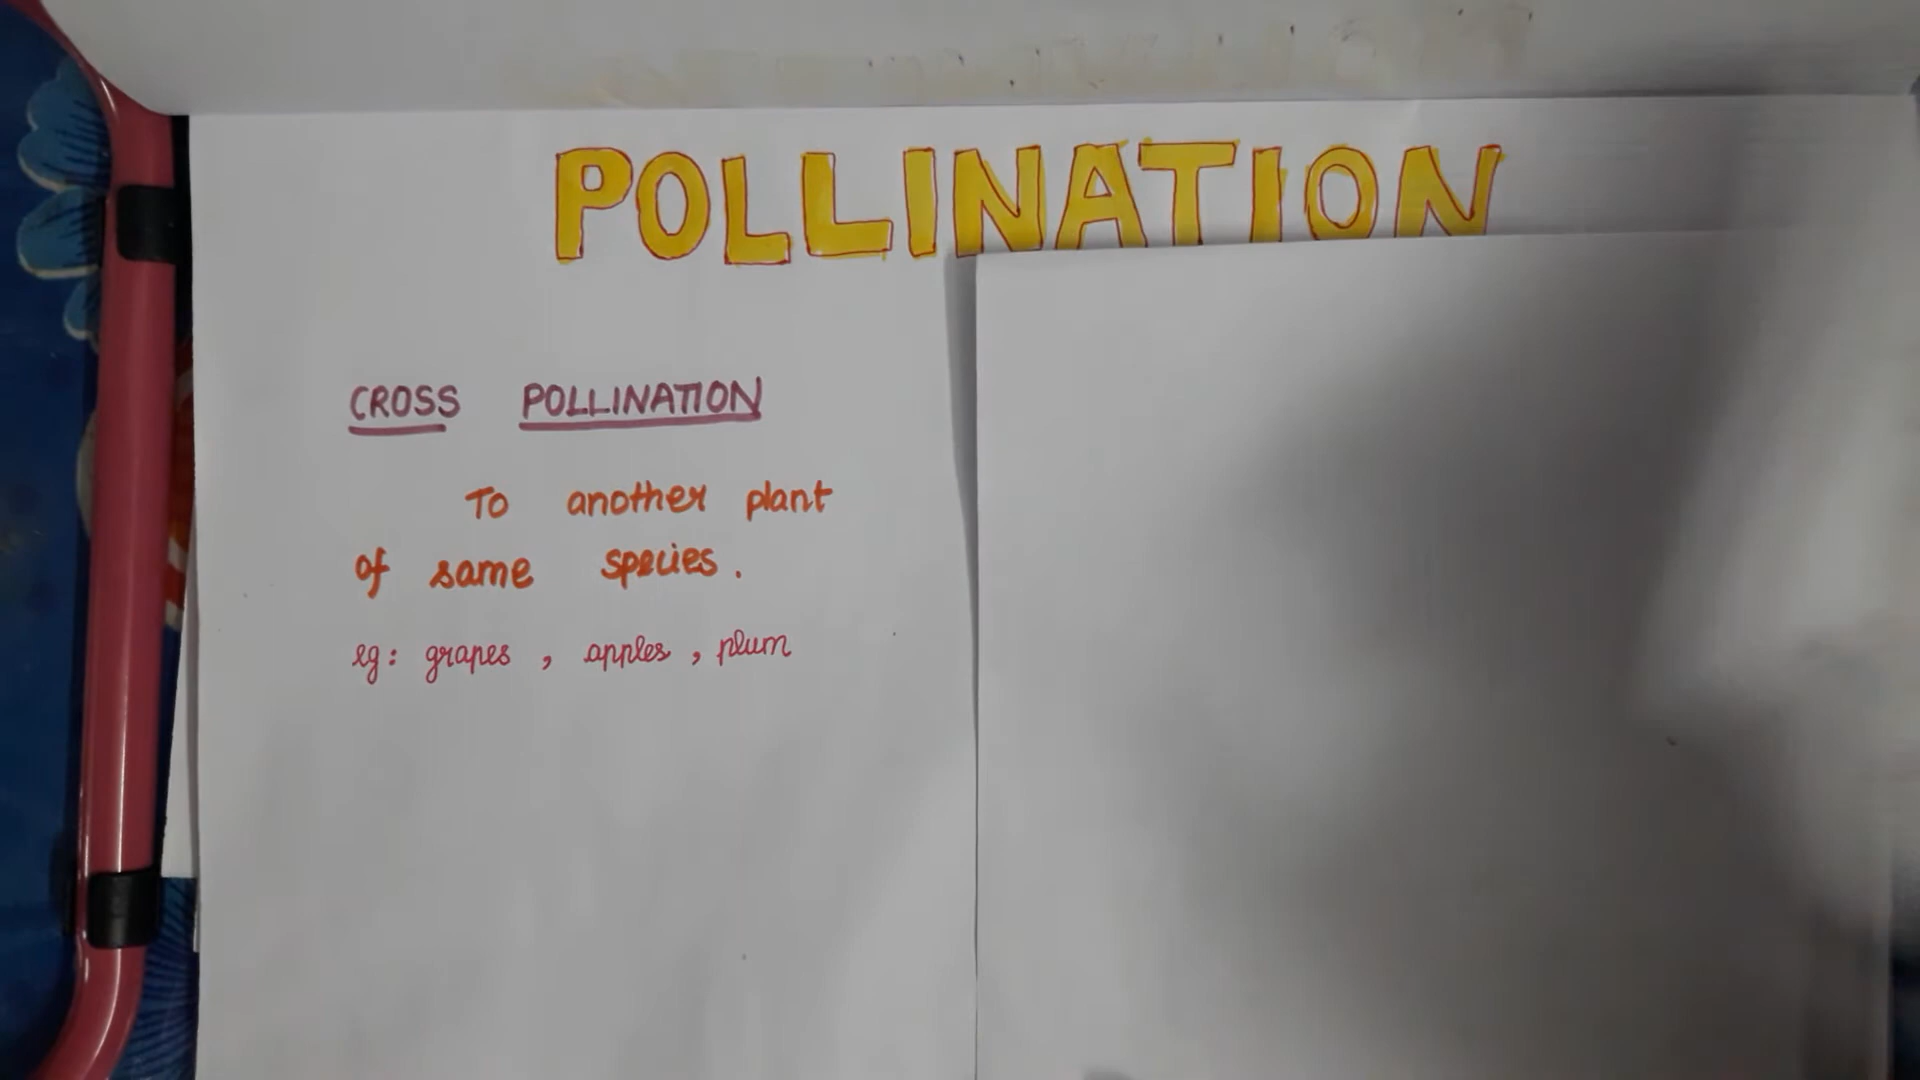 POLLINATION
CROSS POLLINATION
To another plant
of same species.
eg: grapes, apples, plum